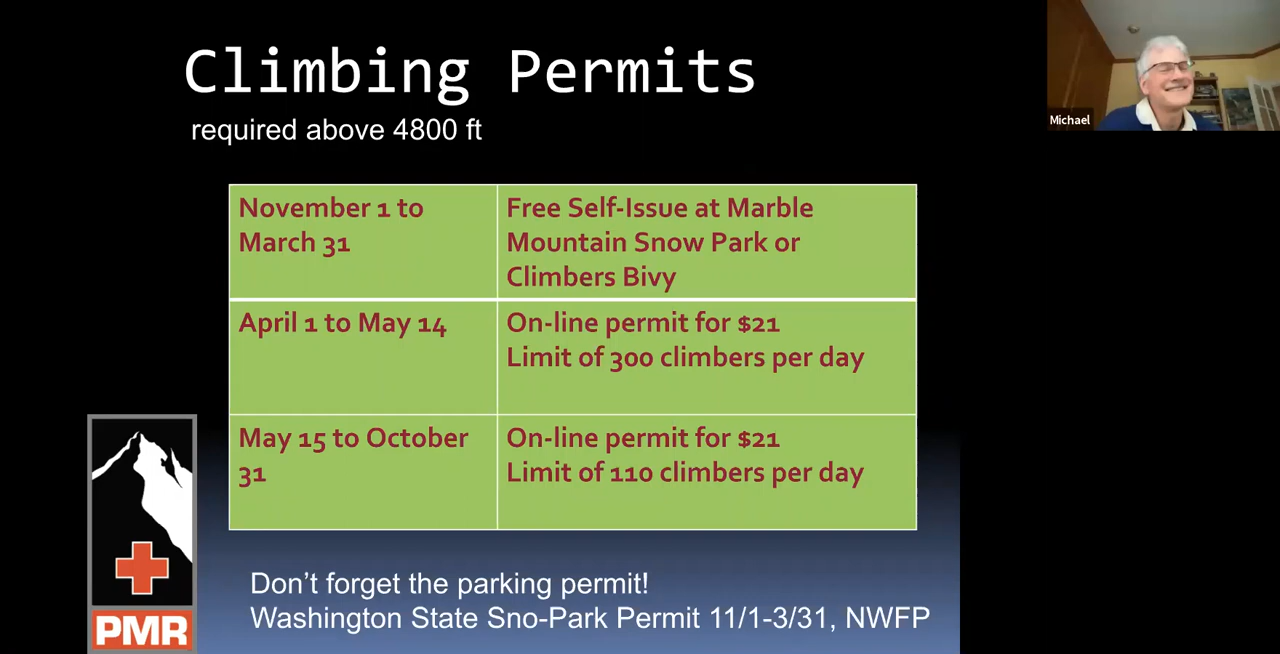 Climbing Permits
required above 4800 ft
Michael
November 1 to
March 31
Free Self-Issue at Marble
Mountain Snow Park or
Climbers Bivy
April 1 to May 14
On-line permit for $21
Limit of 300 climbers per day
May 15 to October
31
On-line permit for $21
Limit of 110 climbers per day
Don’t forget the parking permit!
Washington State Sno-Park Permit 11/1-3/31, NWFP
PMR